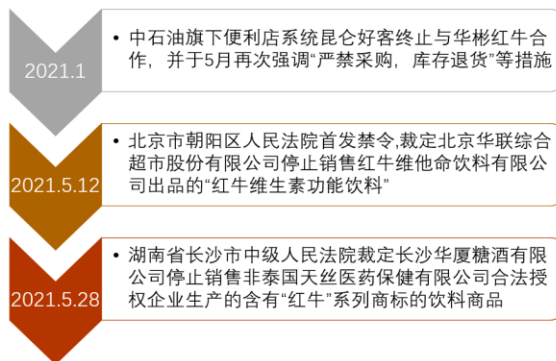 2021.1
• 中石油旗下便利店系统昆仑好客终止与华彬红牛合
作，并于5月再次强调“严禁采购，库存退货”等措施
2021.5.12
• 北京市朝阳区人民法院首发禁令,裁定北京华联综合
超市股份有限公司停止销售红牛维他命饮料有限公
司出品的“红牛维生素功能饮料”
2021.5.28
• 湖南省长沙市中级人民法院裁定长沙华厦糖酒有限
公司停止销售非泰国天丝医药保健有限公司合法授
权企业生产的含有“红牛”系列商标的饮料商品